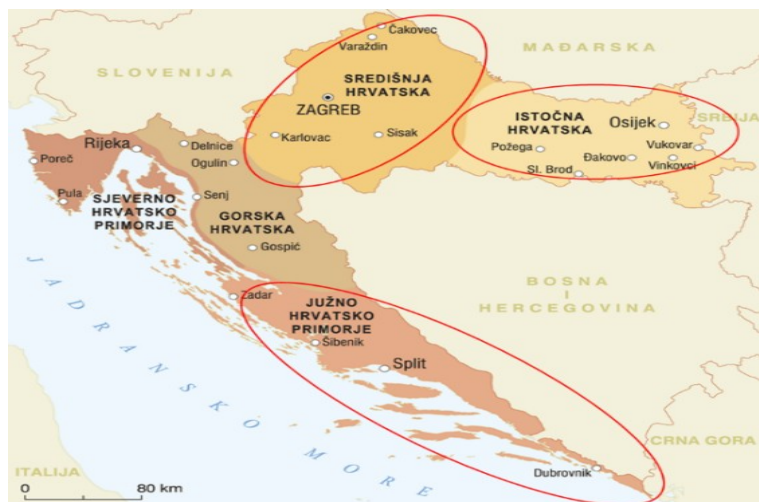 Čakovec
Varaždin
MAĐARSKA
SLOVENIJA
SREDIŠNJA
HRVATSKA
ZAGREB
ISTOČNA
HRVATSKA
Osijek
SRBIJA
Karlovac
Sisak
Požega
Vukovar
Đakovo
Vinkovci
Sl. Brod
Rijeka
Delnice
Ogulin
Poreč
Pula
Senj
SJEVERNO
HRVATSKO
PRIMORJE
GORSKA
HRVATSKA
Gospić
BOSNA
I
HERCEGOVINA
Zadar
JUŽNO
HRVATSKO
PRIMORJE
Šibenik
Split
JADRANSKO MORE
CRNA GORA
Dubrovnik
ITALIJA
0 80 km